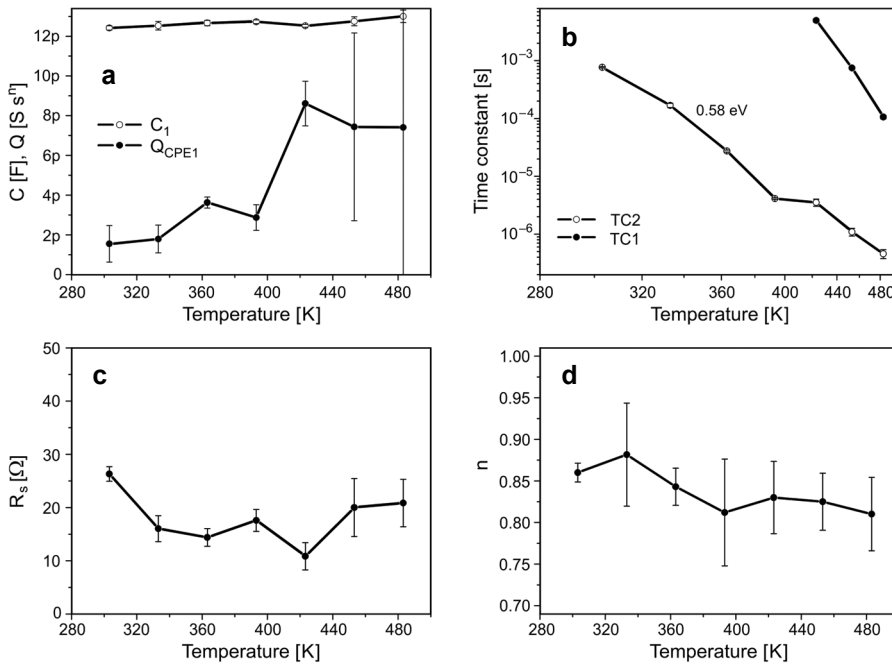 12p
10p
8p
6p
4p
2p
0
C [F], Q [S sⁿ]
a
C₁
Q_CPE1
280 320 360 400 440 480
Temperature [K]
10⁻³
10⁻⁴
10⁻⁵
10⁻⁶
Time constant [s]
b
0.58 eV
TC2
TC1
280 320 360 400 440 480
Temperature [K]
50
40
30
20
10
0
Rₛ [Ω]
c
280 320 360 400 440 480
Temperature [K]
1.00
0.95
0.90
0.85
0.80
0.75
0.70
n
d
280 320 360 400 440 480
Temperature [K]